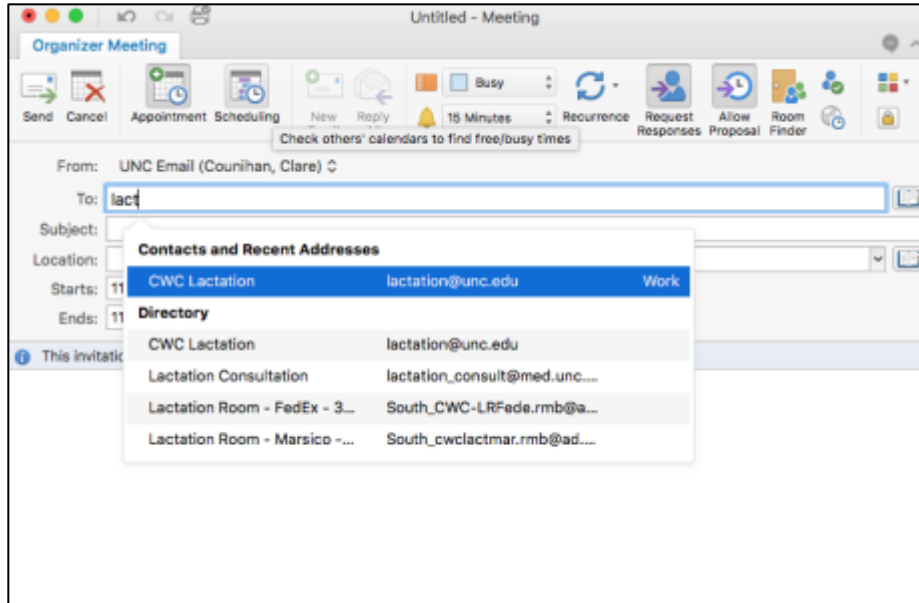 Untitled - Meeting
Organizer Meeting
Busy
Send Cancel Appointment Scheduling New Reply 15 Minutes Recurrence Request Responses Allow Proposal Room Finder
Check others' calendars to find free/busy times
From: UNC Email (Counihan, Clare)
To: lact
Subject:
Contacts and Recent Addresses
Location:
CWC Lactation lactation@unc.edu Work
Starts: 11
Directory
Ends: 11
CWC Lactation lactation@unc.edu
This invitatic
Lactation Consultation lactation_consult@med.unc....
Lactation Room - FedEx - 3... South_CWC-LRFede.rmb@a...
Lactation Room - Marsico -... South_cwclactmar.rmb@ad....